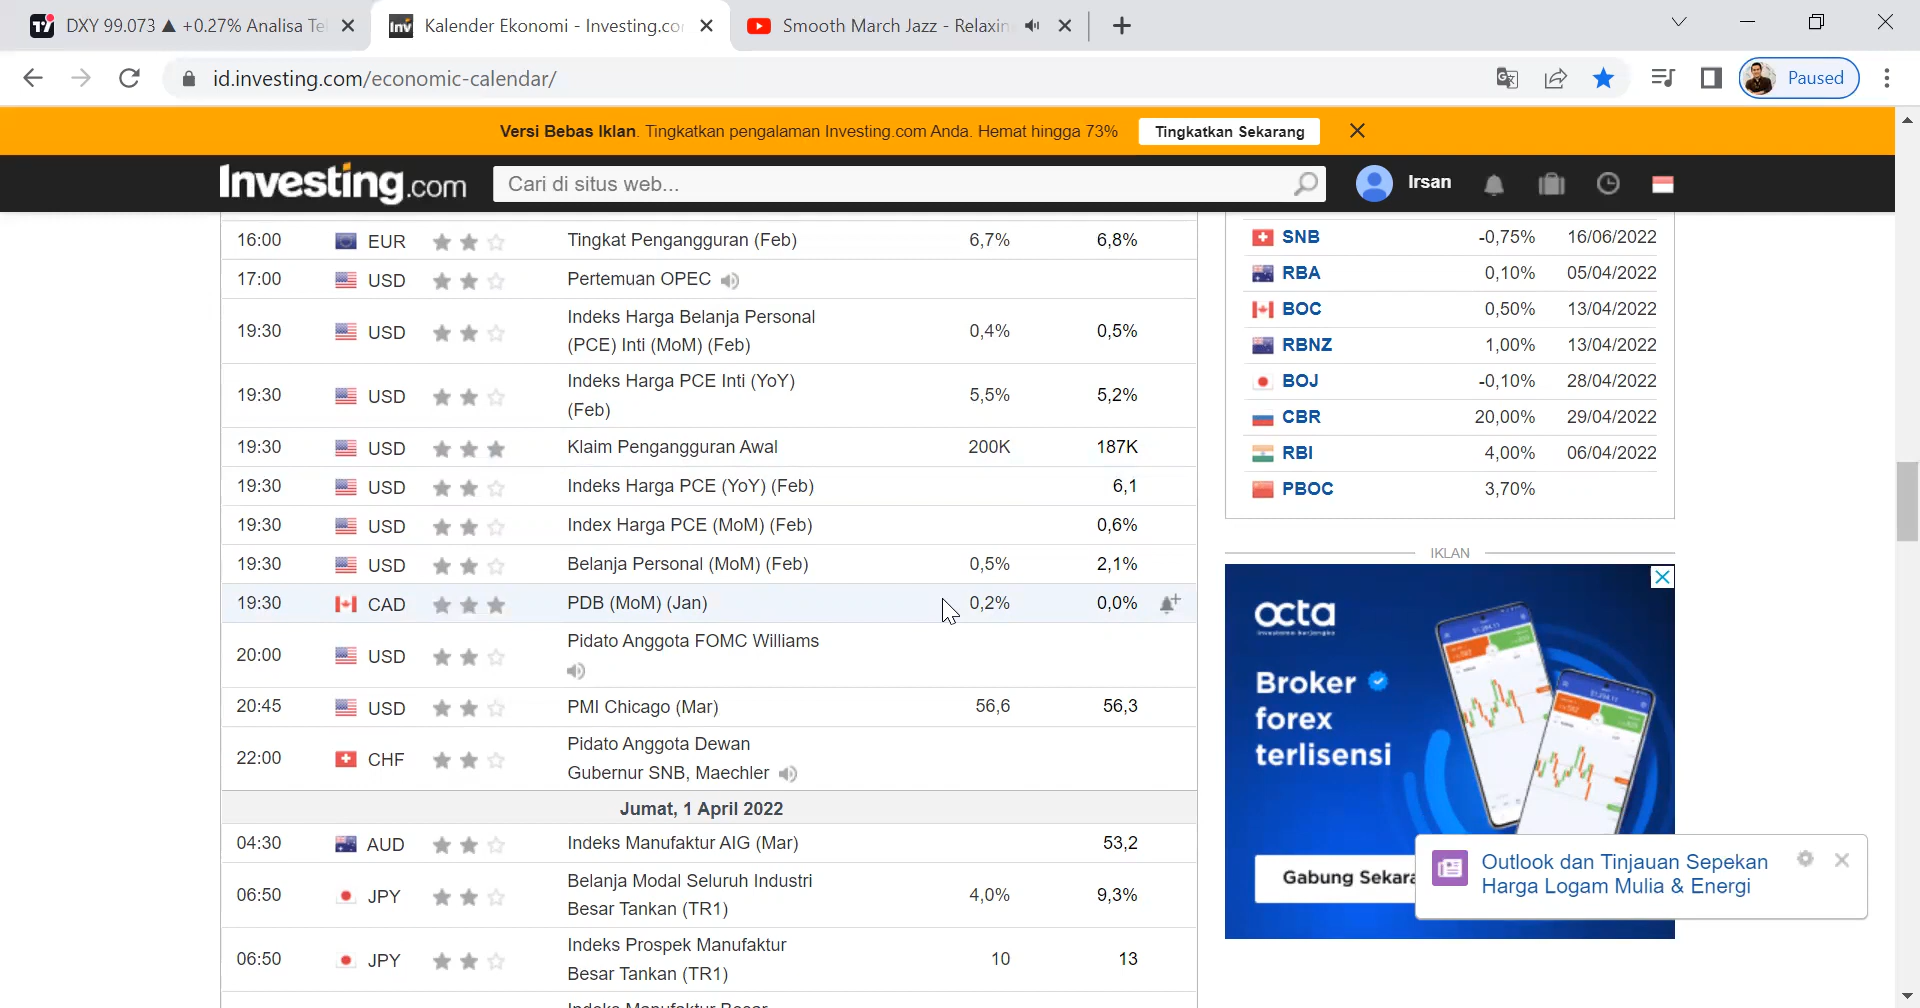 DXY 99.073 ▲ +0.27% Analisa Te
Kalender Ekonomi - Investing.co
Smooth March Jazz - Relaxin
id.investing.com/economic-calendar/
Paused
Versi Bebas Iklan. Tingkatkan pengalaman Investing.com Anda. Hemat hingga 73%
Tingkatkan Sekarang
Investing.com
Cari di situs web...
Irsan
16:00 EUR Tingkat Pengangguran (Feb) 6,7% 6,8%
17:00 USD Pertemuan OPEC
19:30 USD Indeks Harga Belanja Personal
(PCE) Inti (MoM) (Feb) 0,4% 0,5%
19:30 USD Indeks Harga PCE Inti (YoY)
(Feb) 5,5% 5,2%
19:30 USD Klaim Pengangguran Awal 200K 187K
19:30 USD Indeks Harga PCE (YoY) (Feb) 6,1
19:30 USD Index Harga PCE (MoM) (Feb) 0,6%
19:30 USD Belanja Personal (MoM) (Feb) 0,5% 2,1%
19:30 CAD PDB (MoM) (Jan) 0,2% 0,0%
20:00 USD Pidato Anggota FOMC Williams
20:45 USD PMI Chicago (Mar) 56,6 56,3
22:00 CHF Pidato Anggota Dewan
Gubernur SNB, Maechler
Jumat, 1 April 2022
04:30 AUD Indeks Manufaktur AIG (Mar) 53,2
06:50 JPY Belanja Modal Seluruh Industri
Besar Tankan (TR1) 4,0% 9,3%
06:50 JPY Indeks Prospek Manufaktur
Besar Tankan (TR1) 10 13
Indeks Manufaktur Besar
SNB -0,75% 16/06/2022
RBA 0,10% 05/04/2022
BOC 0,50% 13/04/2022
RBNZ 1,00% 13/04/2022
BOJ -0,10% 28/04/2022
CBR 20,00% 29/04/2022
RBI 4,00% 06/04/2022
PBOC 3,70%
IKLAN
octa
Broker
forex
terlisensi
Gabung Sekara
Outlook dan Tinjauan Sepekan
Harga Logam Mulia & Energi